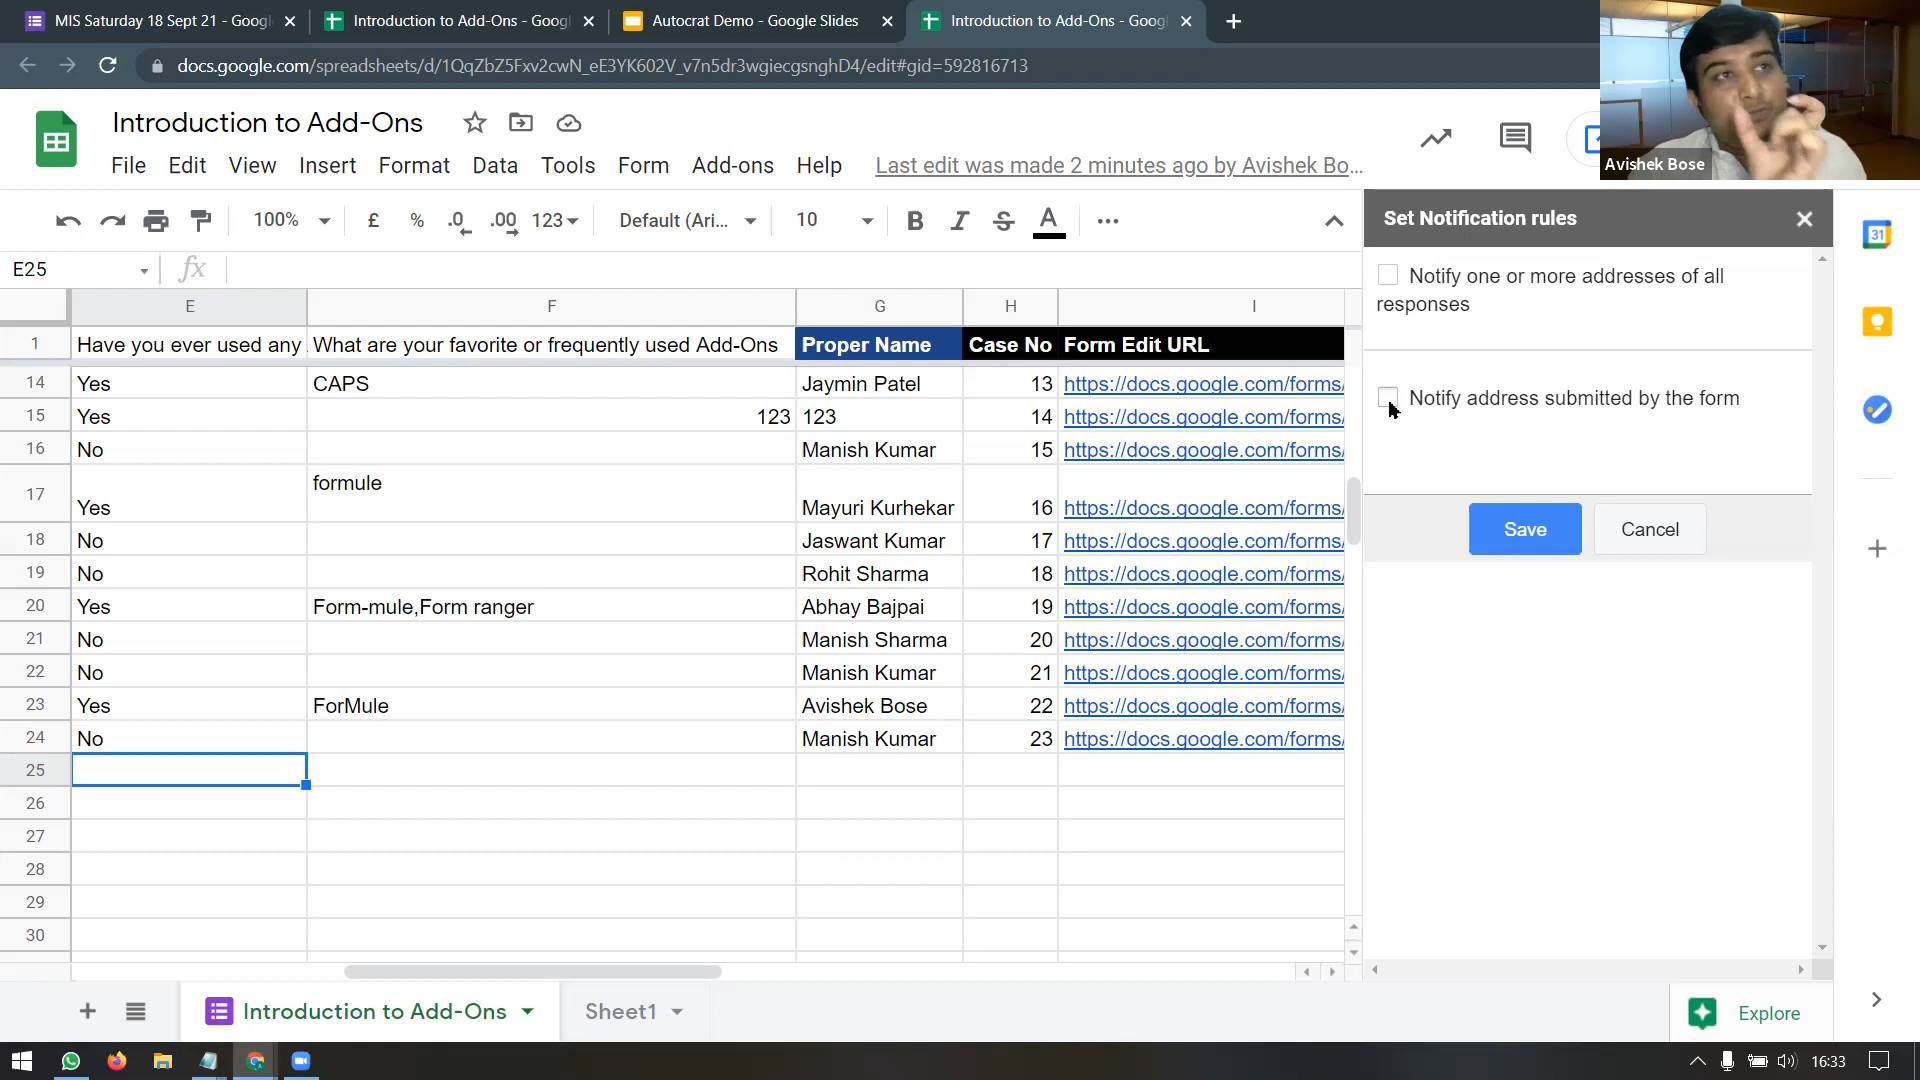 MIS Saturday 18 Sept 21 - Googl
Introduction to Add-Ons - Googl
Autocrat Demo - Google Slides
Introduction to Add-Ons - Googl
docs.google.com/spreadsheets/d/1QqZbZ5Fxv2cwN_eE3YK602V_v7n5dr3wgiecgsnghD4/edit#gid=592816713
Introduction to Add-Ons
File Edit View Insert Format Data Tools Form Add-ons Help Last edit was made 2 minutes ago by Avishek Bo...
Avishek Bose
100% £ % .0 .00 123 Default (Ari... 10 B I S A
Set Notification rules
E25 fx
Notify one or more addresses of all
responses
Notify address submitted by the form
Save Cancel
E F G H I
1 Have you ever used any What are your favorite or frequently used Add-Ons Proper Name Case No Form Edit URL
14 Yes CAPS Jaymin Patel 13 https://docs.google.com/forms/
15 Yes 123 123 14 https://docs.google.com/forms/
16 No Manish Kumar 15 https://docs.google.com/forms/
17 Yes formule Mayuri Kurhekar 16 https://docs.google.com/forms/
18 No Jaswant Kumar 17 https://docs.google.com/forms/
19 No Rohit Sharma 18 https://docs.google.com/forms/
20 Yes Form-mule,Form ranger Abhay Bajpai 19 https://docs.google.com/forms/
21 No Manish Sharma 20 https://docs.google.com/forms/
22 No Manish Kumar 21 https://docs.google.com/forms/
23 Yes ForMule Avishek Bose 22 https://docs.google.com/forms/
24 No Manish Kumar 23 https://docs.google.com/forms/
25
26
27
28
29
30
31
Introduction to Add-Ons Sheet1
Explore
16:33